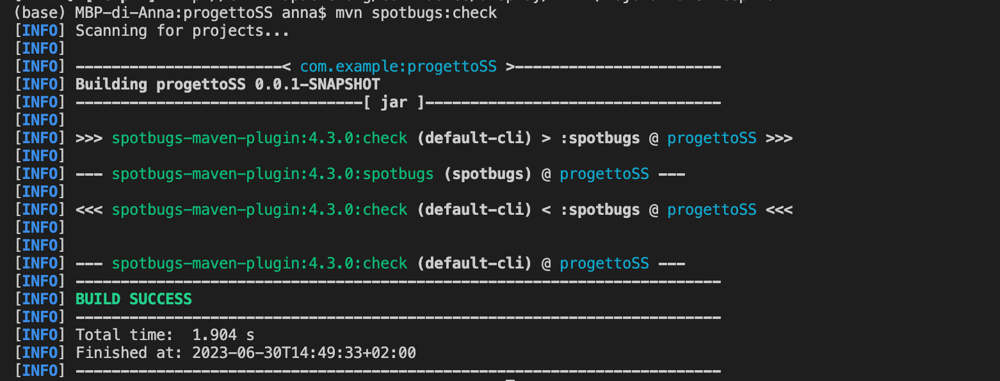 (base) MBP-di-Anna:progettoSS anna$ mvn spotbugs:check
[INFO] Scanning for projects...
[INFO]
[INFO] -----------------------< com.example:progettoSS >-----------------------
[INFO] Building progettoSS 0.0.1-SNAPSHOT
[INFO] --------------------------------[ jar ]---------------------------------
[INFO]
[INFO] >>> spotbugs-maven-plugin:4.3.0:check (default-cli) > :spotbugs @ progettoSS >>>
[INFO]
[INFO] --- spotbugs-maven-plugin:4.3.0:spotbugs (spotbugs) @ progettoSS ---
[INFO]
[INFO] <<< spotbugs-maven-plugin:4.3.0:check (default-cli) < :spotbugs @ progettoSS <<<
[INFO]
[INFO]
[INFO] --- spotbugs-maven-plugin:4.3.0:check (default-cli) @ progettoSS ---
[INFO] ------------------------------------------------------------------------
[INFO] BUILD SUCCESS
[INFO] ------------------------------------------------------------------------
[INFO] Total time:  1.904 s
[INFO] Finished at: 2023-06-30T14:49:33+02:00
[INFO] ------------------------------------------------------------------------